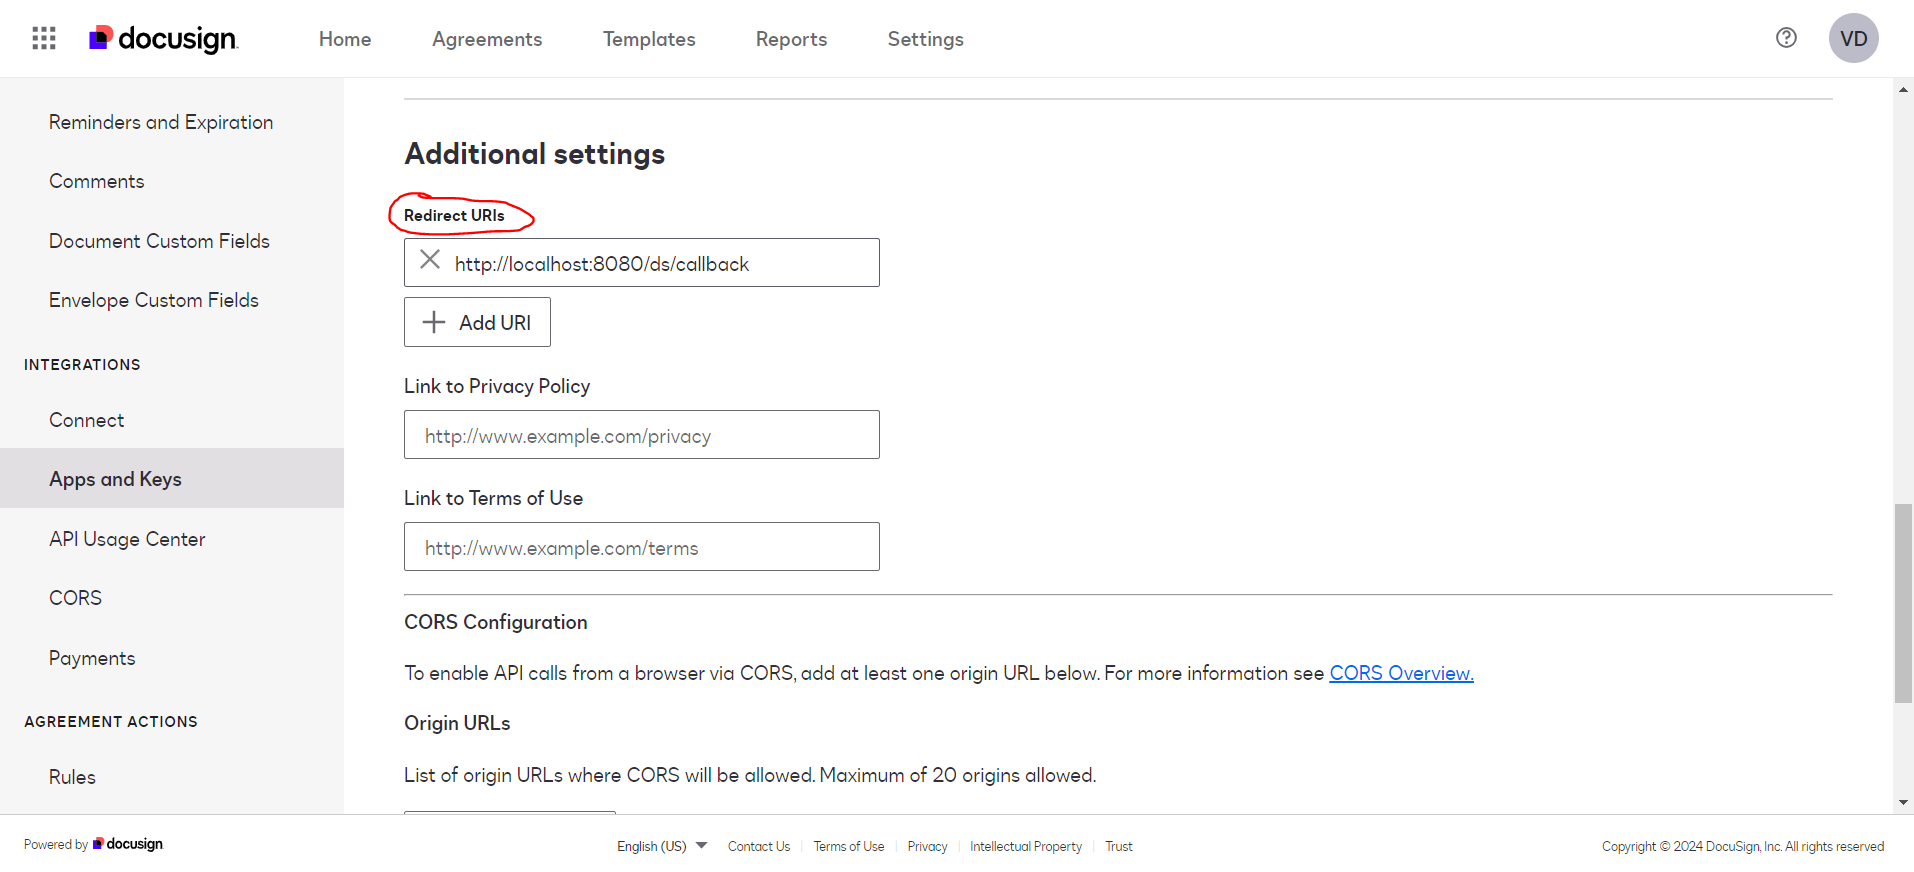 docusign Home Agreements Templates Reports Settings VD
Reminders and Expiration
Comments
Document Custom Fields
Envelope Custom Fields
INTEGRATIONS
Connect
Apps and Keys
API Usage Center
CORS
Payments
AGREEMENT ACTIONS
Rules
Additional settings
Redirect URIs
http://localhost:8080/ds/callback
Add URI
Link to Privacy Policy
http://www.example.com/privacy
Link to Terms of Use
http://www.example.com/terms
CORS Configuration
To enable API calls from a browser via CORS, add at least one origin URL below. For more information see CORS Overview.
Origin URLs
List of origin URLs where CORS will be allowed. Maximum of 20 origins allowed.
Powered by docusign English (US) Contact Us Terms of Use Privacy Intellectual Property Trust Copyright © 2024 DocuSign, Inc. All rights reserved